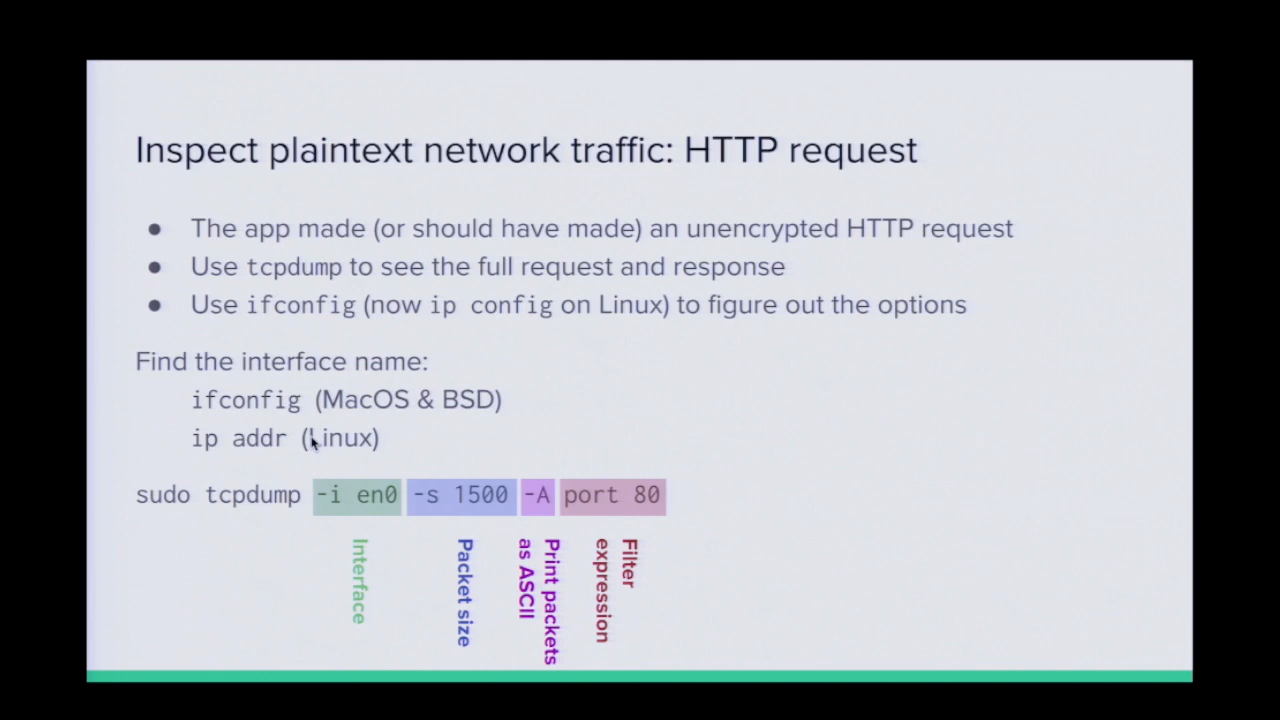 Inspect plaintext network traffic: HTTP request
● The app made (or should have made) an unencrypted HTTP request
● Use tcpdump to see the full request and response
● Use ifconfig (now ip config on Linux) to figure out the options
Find the interface name:
ifconfig (MacOS & BSD)
ip addr (Linux)
sudo tcpdump -i en0 -s 1500 -A port 80
Interface
Packet size
Print packets
as ASCII
Filter
expression